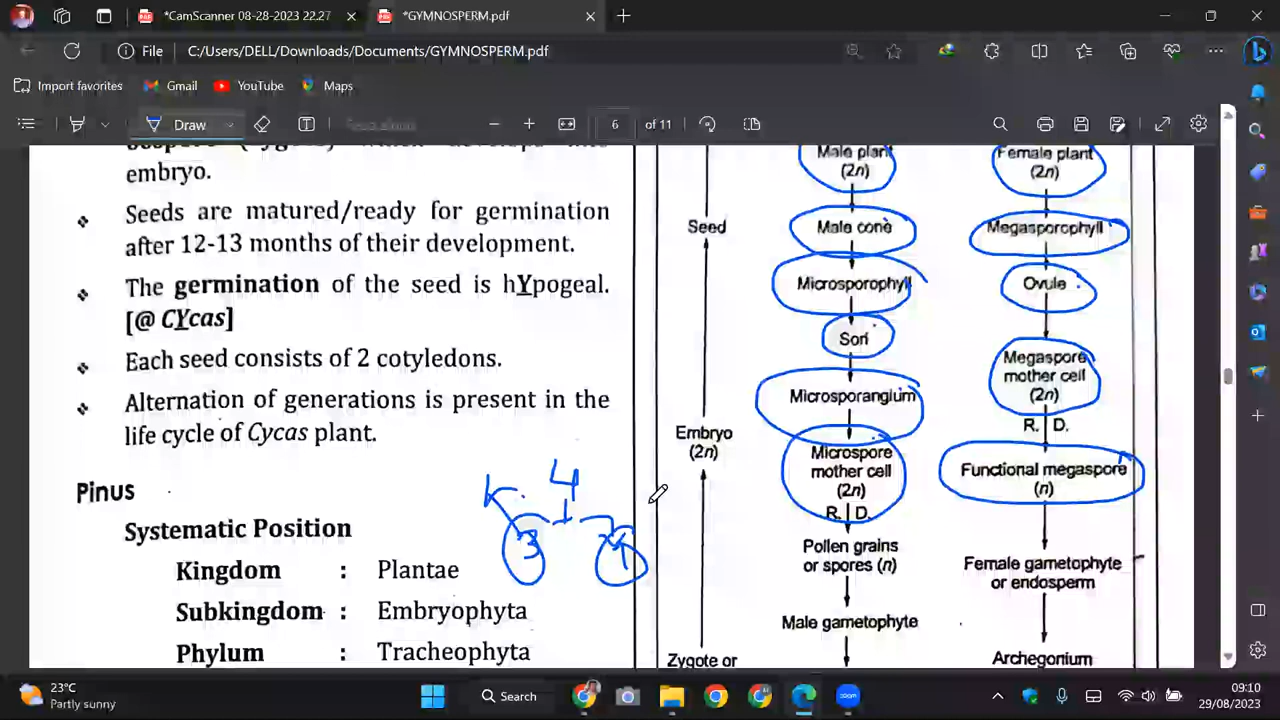 *CamScanner 08-28-2023 22.27
*GYMNOSPERM.pdf
File
C:/Users/DELL/Downloads/Documents/GYMNOSPERM.pdf
Import favorites
Gmail
YouTube
Maps
Draw
6 of 11
embryo.
❖ Seeds are matured/ready for germination
after 12-13 months of their development.
❖ The germination of the seed is hYpogeal.
[@ CYcas]
❖ Each seed consists of 2 cotyledons.
❖ Alternation of generations is present in the
life cycle of Cycas plant.
Pinus
Systematic Position
Kingdom : Plantae
Subkingdom : Embryophyta
Phylum : Tracheophyta
4
3
Seed
Embryo
(2n)
Zygote or
Male plant
(2n)
Male cone
Microsporophyll
Sori
Microsporangium
Microspore
mother cell
(2n)
R. D.
Pollen grains
or spores (n)
Male gametophyte
Female plant
(2n)
Megasporophyll
Ovule
Megaspore
mother cell
(2n)
R. D.
Functional megaspore
(n)
Female gametophyte
or endosperm
Archegonium
23°C
Partly sunny
Search
zoom
09:10
29/08/2023